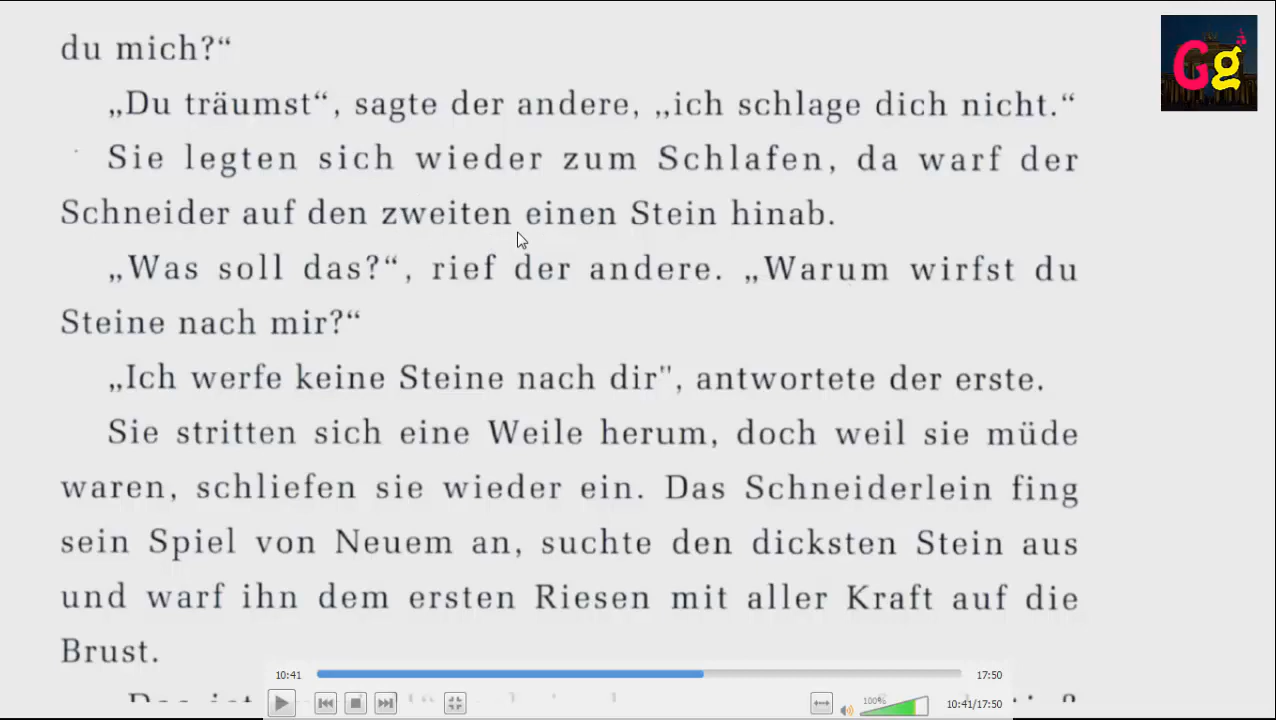 du mich?“
„Du träumst“, sagte der andere, „ich schlage dich nicht.“
Sie legten sich wieder zum Schlafen, da warf der
Schneider auf den zweiten einen Stein hinab.
„Was soll das?“, rief der andere. „Warum wirfst du
Steine nach mir?“
„Ich werfe keine Steine nach dir", antwortete der erste.
Sie stritten sich eine Weile herum, doch weil sie müde
waren, schliefen sie wieder ein. Das Schneiderlein fing
sein Spiel von Neuem an, suchte den dicksten Stein aus
und warf ihn dem ersten Riesen mit aller Kraft auf die
Brust.
Gg
10:41 17:50
100% 10:41/17:50